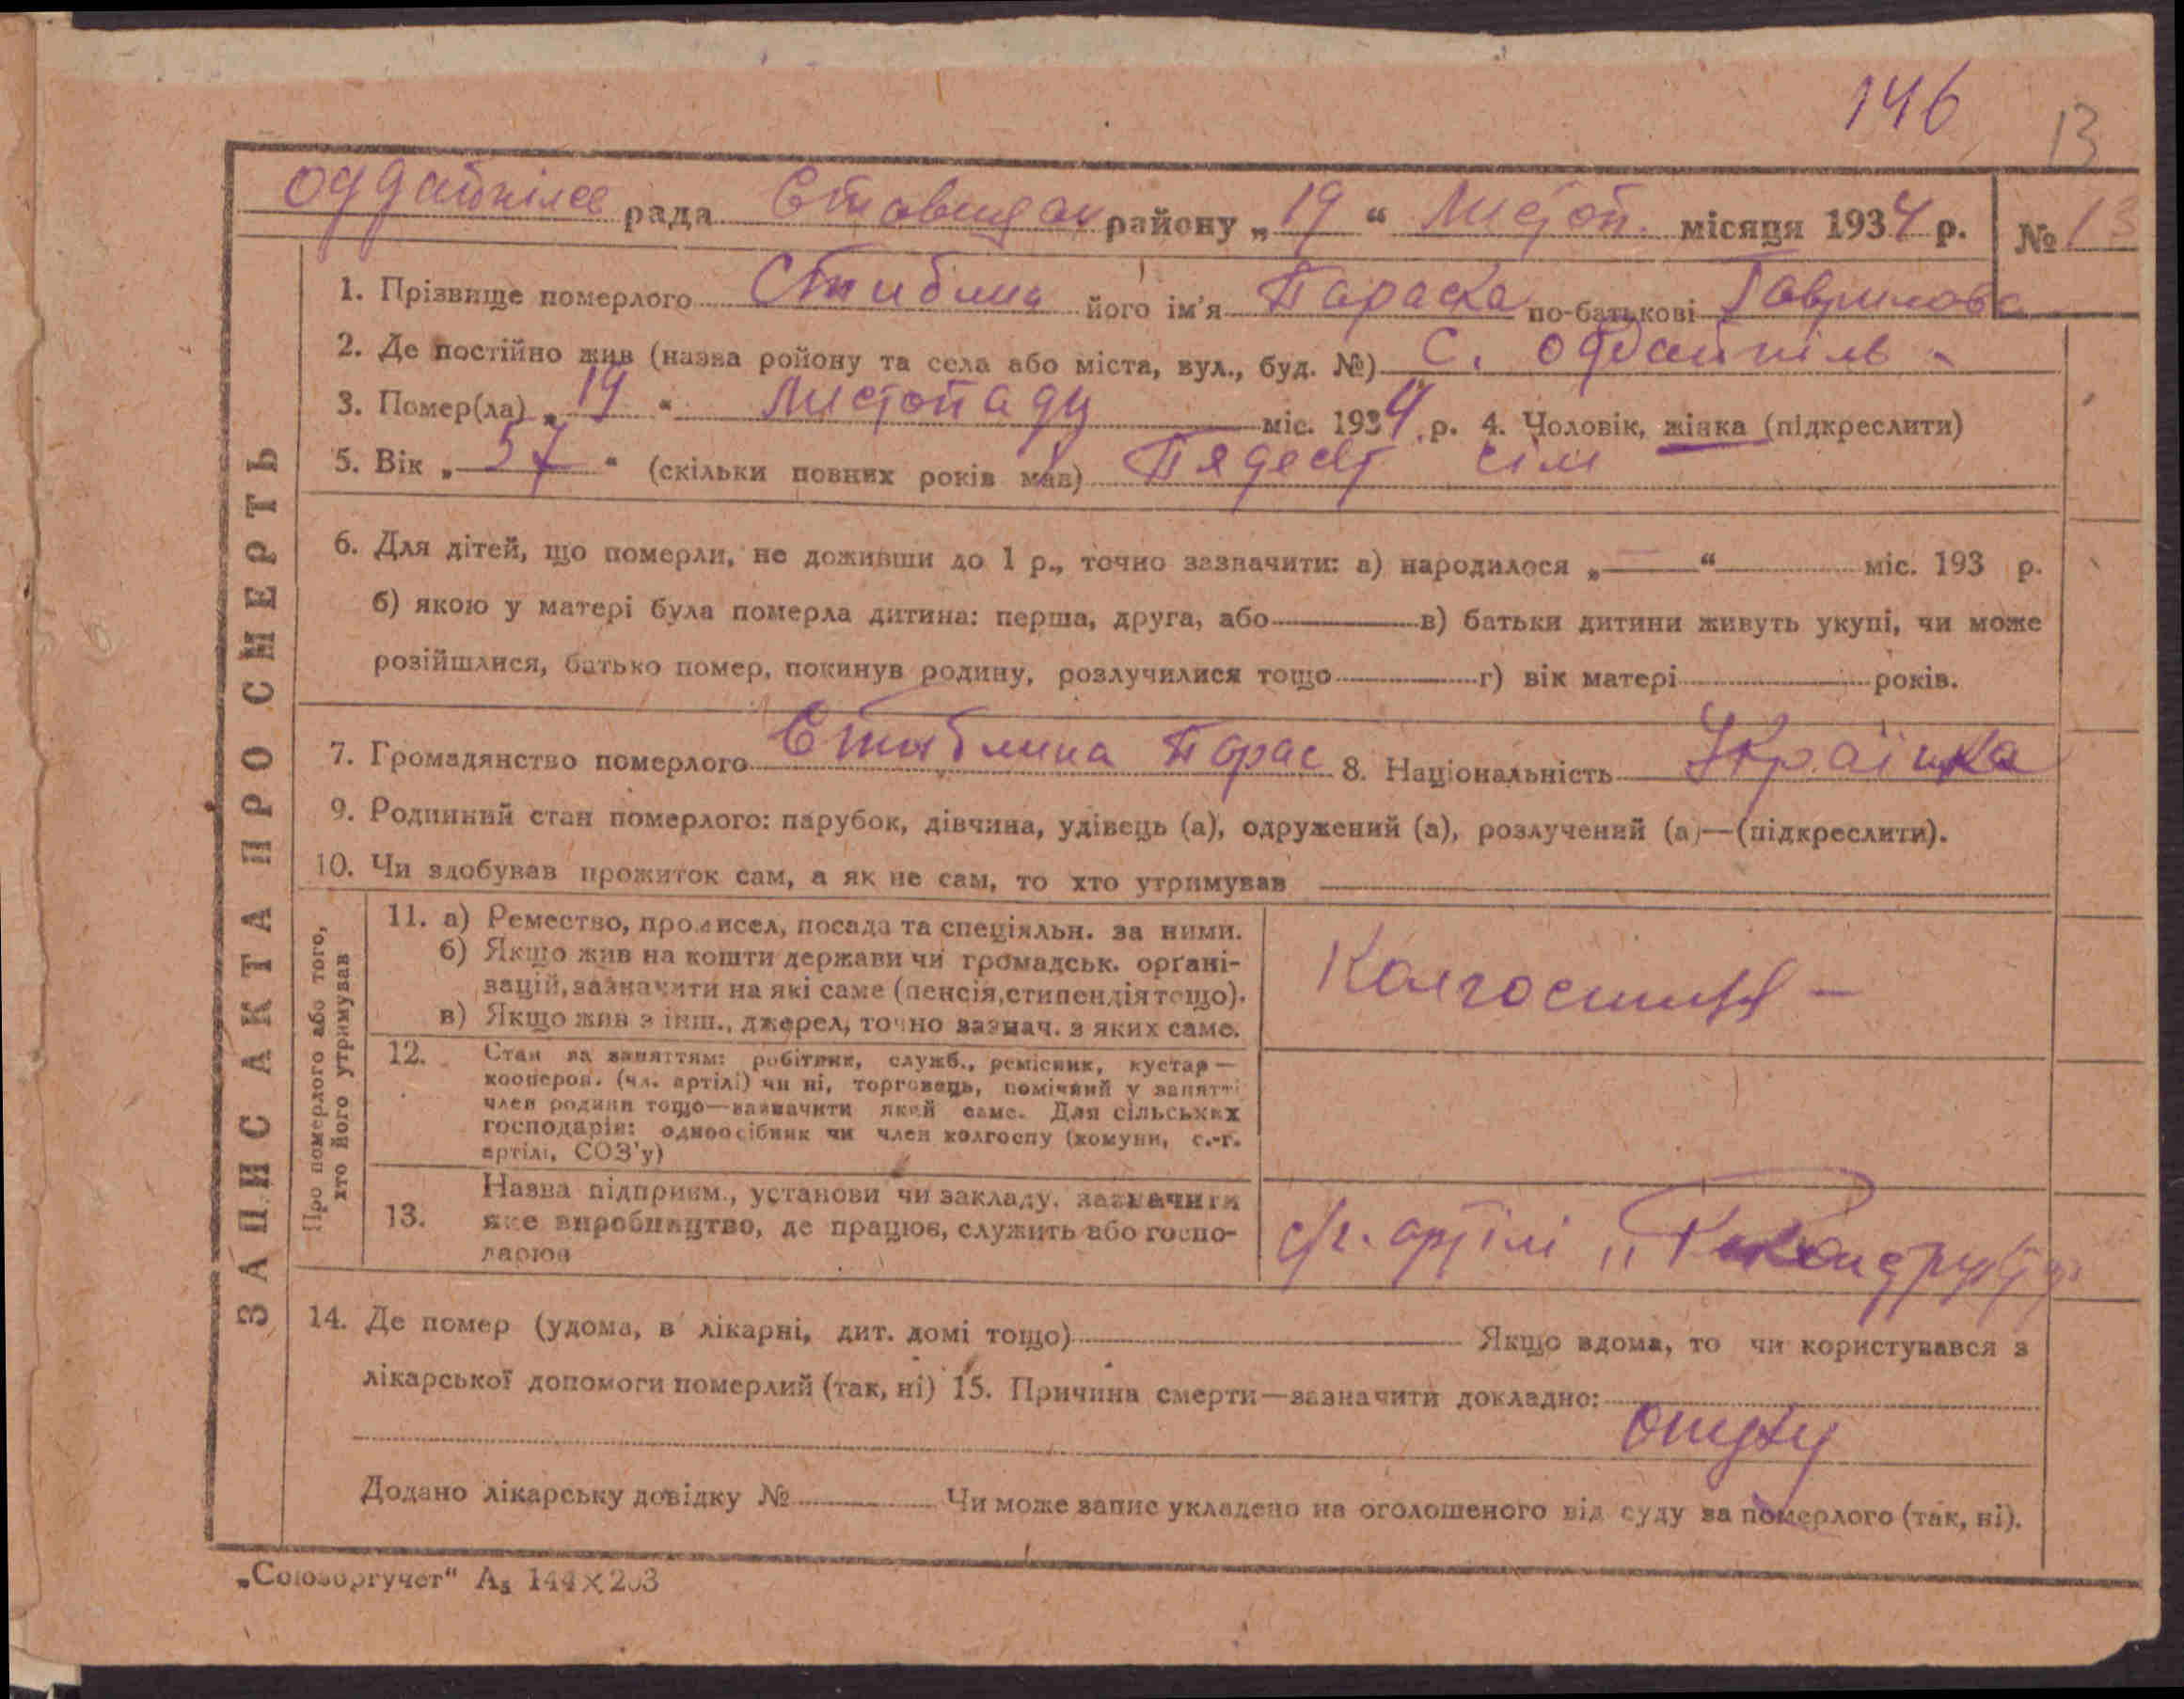 146
13
Оддайпілсс рада Ставищан району „19“ Листоп. місяця 1934 р. № 13
1. Прізвище померлого Стиблина його ім'я Параска по-батькові Гаврилова
2. Де постійно жив (назва ройону та села або міста, вул., буд. №) с. Оддайпіль
3. Помер(ла) „19“ Листопаду міс. 1934 р. 4. Чоловік, жінка (підкреслити)
5. Вік „57“ (скільки повних років мав) Пядесят сім
6. Для дітей, що померли, не доживши до 1 р., точно зазначити: а) народилося „—“ міс. 193 р.
б) якою у матері була померла дитина: перша, друга, або — в) батьки дитини живуть укупі, чи може
розійшлися, батько помер, покинув родину, розлучилися тощо — г) вік матері — років.
7. Громадянство померлого Стиблина Парас 8. Національність Українка
9. Родинний стан померлого: парубок, дівчина, удівець (а), одружений (а), розлучений (а)—(підкреслити).
10. Чи здобував прожиток сам, а як не сам, то хто утримував —
ЗАПИС АКТА ПРО СМЕРТЬ
Про померлого або того,
хто його утримував
11. а) Ремество, промисел, посада та спеціяльн. за ними.
б) Якщо жив на кошти держави чи громадськ. орґані-
зацій, зазначити на які саме (пенсія, стипендія тощо).
в) Якщо жив з інш., джерел, точно зазнач. з яких саме.
Колгоспниця —
12. Стан за заняттям: робітник, служб., ремісник, кустар —
коопером. (чл. артілі) чи ні, торговець, помічний у занятті
член родини тощо—зазначити який саме. Для сільських
господарів: одноосібник чи член колгоспу (комуни, с.-г.
артілі, СОЗ'у)
13. Назва підприєм., установи чи закладу, зазначити
яке виробництво, де працює, служить або госпо-
дарює
с/г. артілі
14. Де помер (удома, в лікарні, дит. домі тощо) — Якщо вдома, то чи користувався з
лікарської допомоги померлий (так, ні) 15. Причина смерти—зазначити докладно:
опуху
Додано лікарську довідку № — Чи може запис укладено на оголошеного від суду за померлого (так, ні).
„Союзоргучет“ А₅ 144×203